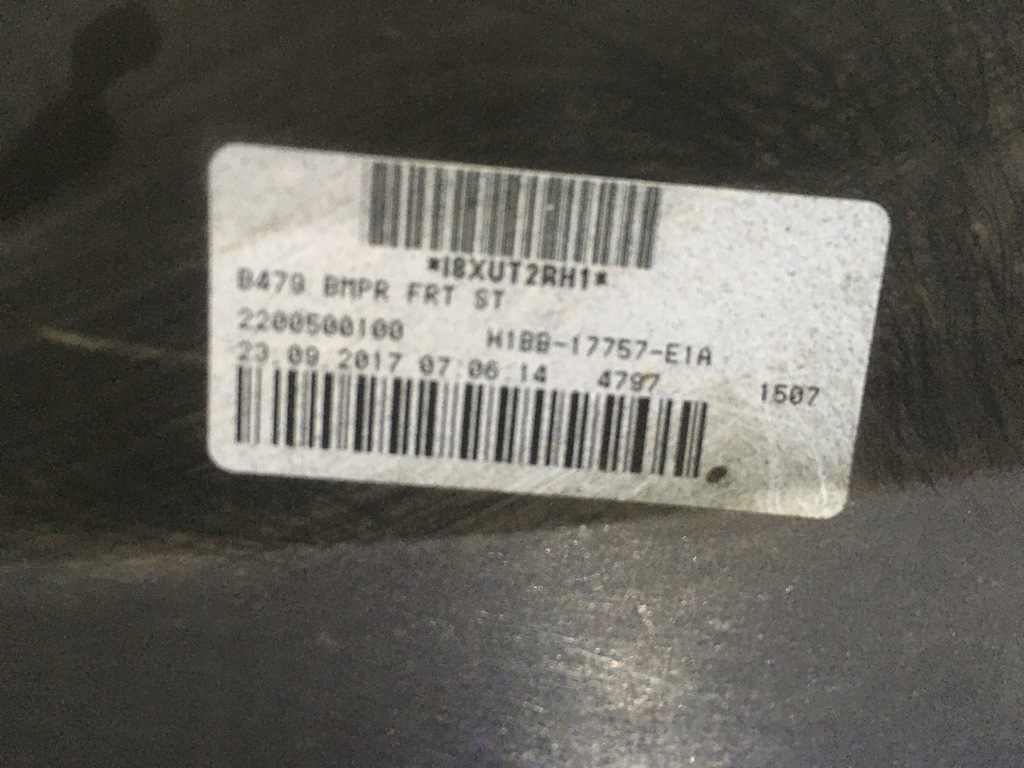 *I8XUT2RH1*
B479 BMPR FRT ST
2200500100 H1BB-17757-E1A
23.09.2017 07:06:14 4797 1507